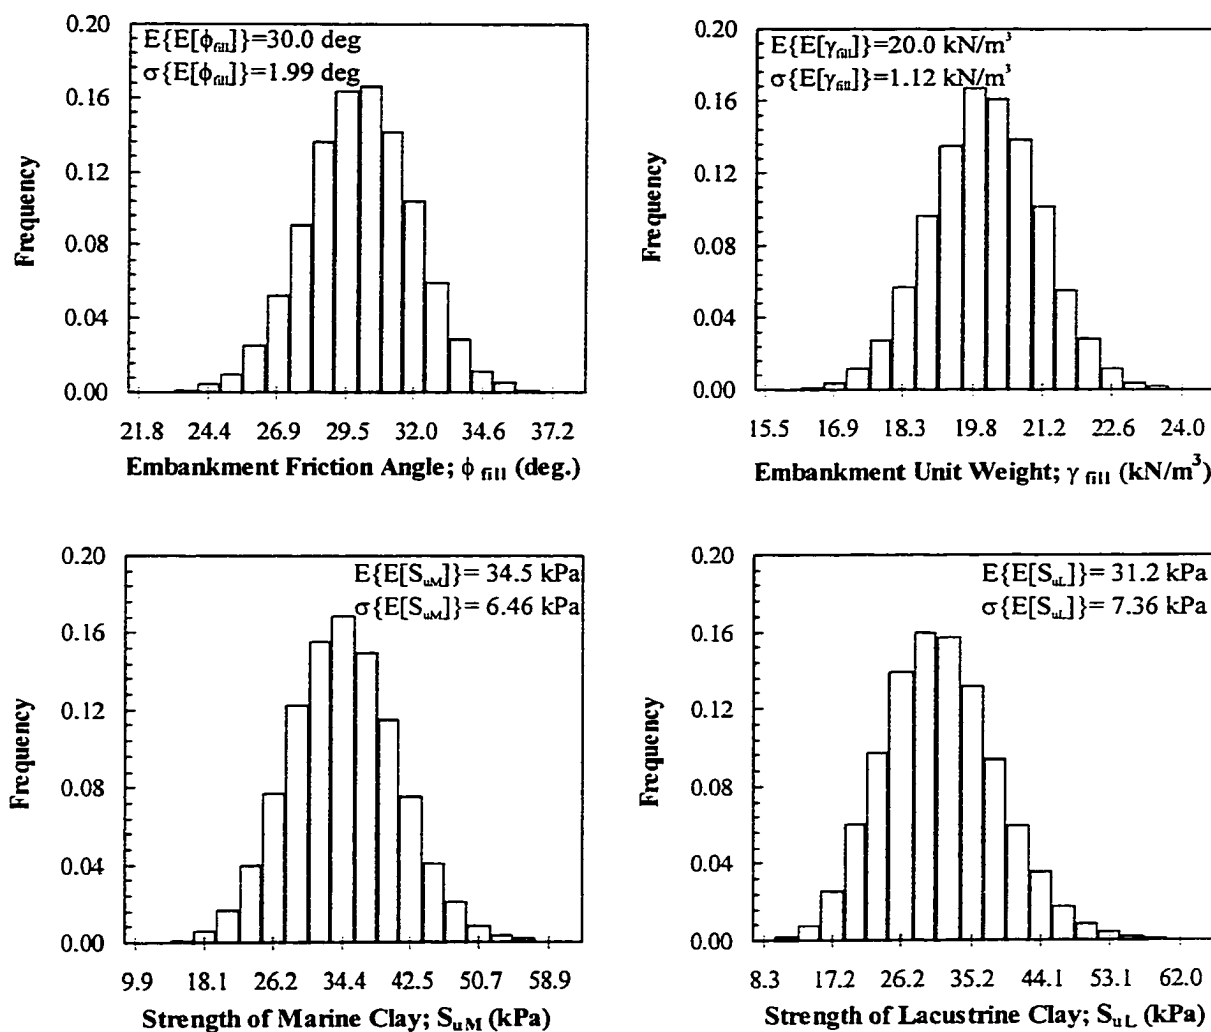 0.20
0.16
0.12
0.08
0.04
0.00
Frequency
E{E[ϕfill]}=30.0 deg
σ{E[ϕfill]}=1.99 deg
21.8 24.4 26.9 29.5 32.0 34.6 37.2
Embankment Friction Angle; ϕ fill (deg.)
0.20
0.16
0.12
0.08
0.04
0.00
Frequency
E{E[γfill]}=20.0 kN/m³
σ{E[γfill]}=1.12 kN/m³
15.5 16.9 18.3 19.8 21.2 22.6 24.0
Embankment Unit Weight; γ fill (kN/m³)
0.20
0.16
0.12
0.08
0.04
0.00
Frequency
E{E[SuM]}= 34.5 kPa
σ{E[SuM]}= 6.46 kPa
9.9 18.1 26.2 34.4 42.5 50.7 58.9
Strength of Marine Clay; SuM (kPa)
0.20
0.16
0.12
0.08
0.04
0.00
Frequency
E{E[SuL]}= 31.2 kPa
σ{E[SuL]}= 7.36 kPa
8.3 17.2 26.2 35.2 44.1 53.1 62.0
Strength of Lacustrine Clay; SuL (kPa)